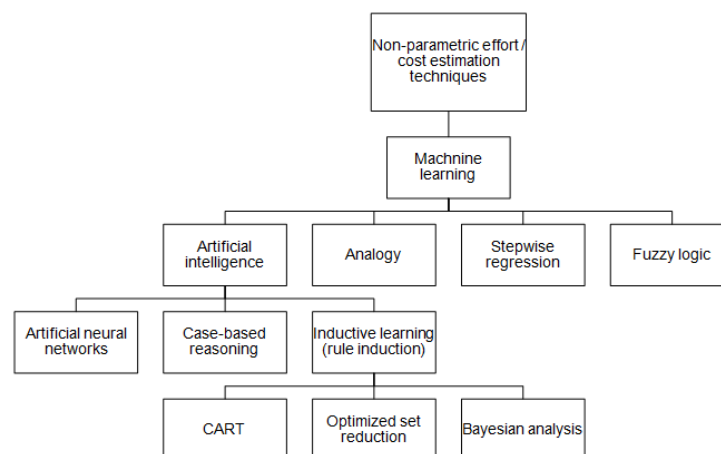 Non-parametric effort /
cost estimation
techniques
Machnine
learning
Artificial
intelligence
Analogy
Stepwise
regression
Fuzzy logic
Artificial neural
networks
Case-based
reasoning
Inductive learning
(rule induction)
CART
Optimized set
reduction
Bayesian analysis